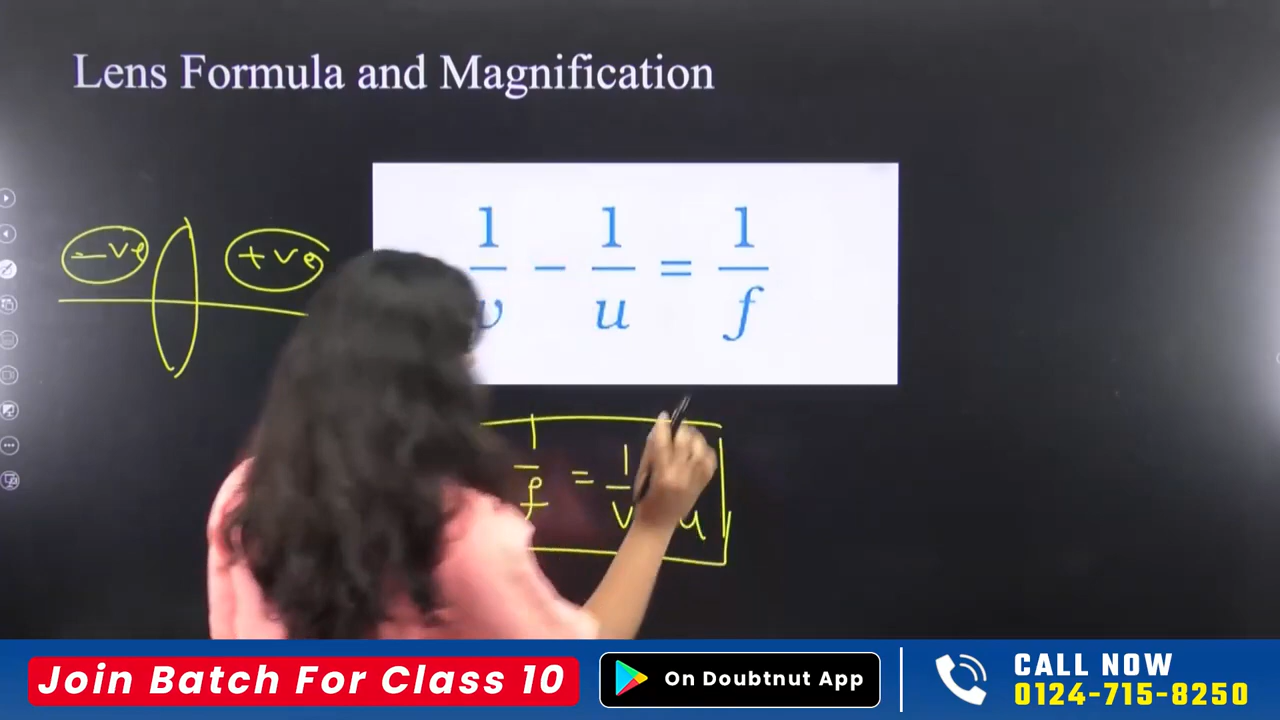 Lens Formula and Magnification
-ve +ve
1 1 1
— - — = —
v u f
1 1
— = —
f v u
Join Batch For Class 10
On Doubtnut App
CALL NOW
0124-715-8250